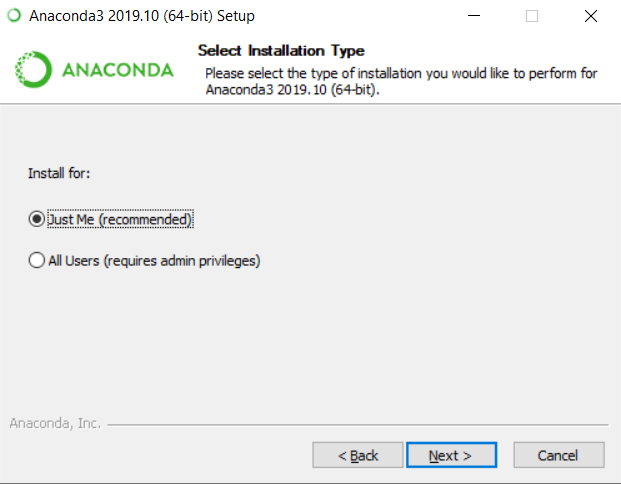 Anaconda3 2019.10 (64-bit) Setup
ANACONDA
Select Installation Type
Please select the type of installation you would like to perform for
Anaconda3 2019.10 (64-bit).
Install for:
Just Me (recommended)
All Users (requires admin privileges)
Anaconda, Inc.
< Back
Next >
Cancel